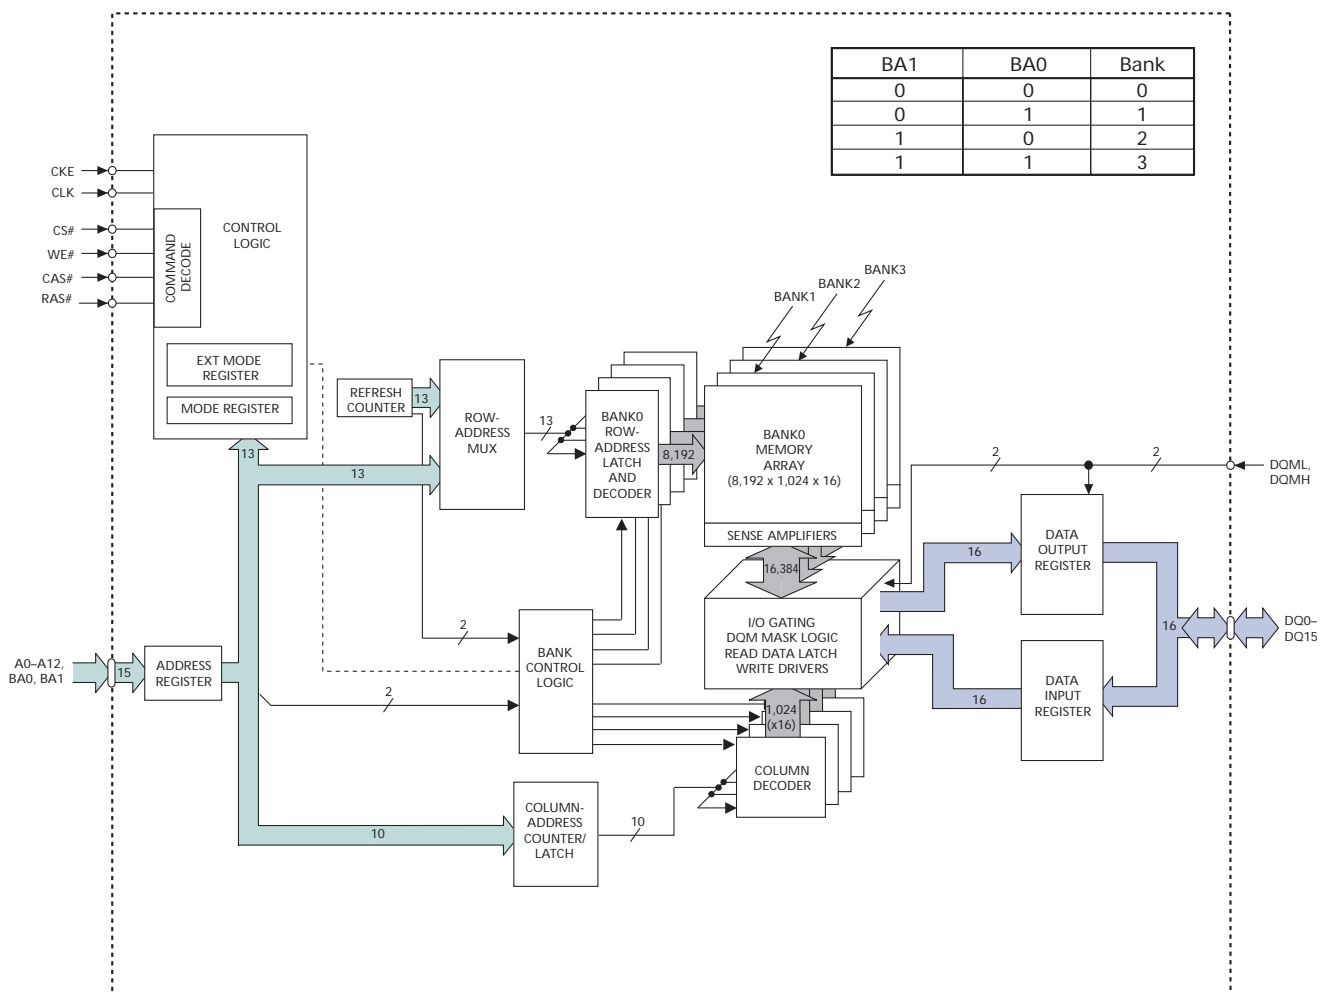 BA1 BA0 Bank
0 0 0
0 1 1
1 0 2
1 1 3
CKE
CLK
CS#
WE#
CAS#
RAS#
COMMAND
DECODE
CONTROL
LOGIC
EXT MODE
REGISTER
MODE REGISTER
BANK1
BANK2
BANK3
REFRESH
COUNTER
13
ROW-
ADDRESS
MUX
13
BANK0
ROW-
ADDRESS
LATCH
AND
DECODER
8,192
BANK0
MEMORY
ARRAY
(8,192 x 1,024 x 16)
SENSE AMPLIFIERS
13
13
2
2
DQML,
DQMH
16,384
16
DATA
OUTPUT
REGISTER
I/O GATING
DQM MASK LOGIC
READ DATA LATCH
WRITE DRIVERS
2
BANK
CONTROL
LOGIC
16
DQ0–
DQ15
A0–A12,
BA0, BA1
15
ADDRESS
REGISTER
2
16
DATA
INPUT
REGISTER
1,024
(x16)
COLUMN
DECODER
10
COLUMN-
ADDRESS
COUNTER/
LATCH
10